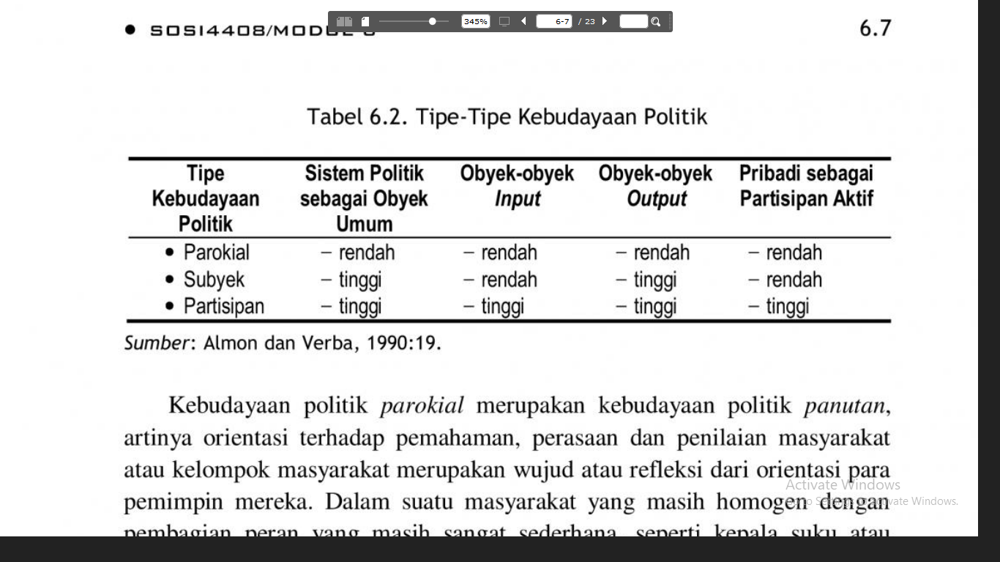 345%
6-7 / 23
• SOSI4408/MODUL 6
6.7
Tabel 6.2. Tipe-Tipe Kebudayaan Politik
Tipe Kebudayaan Politik | Sistem Politik sebagai Obyek Umum | Obyek-obyek Input | Obyek-obyek Output | Pribadi sebagai Partisipan Aktif
• Parokial – rendah – rendah – rendah – rendah
• Subyek – tinggi – rendah – tinggi – rendah
• Partisipan – tinggi – tinggi – tinggi – tinggi
Sumber: Almon dan Verba, 1990:19.
Kebudayaan politik parokial merupakan kebudayaan politik panutan,
artinya orientasi terhadap pemahaman, perasaan dan penilaian masyarakat
atau kelompok masyarakat merupakan wujud atau refleksi dari orientasi para
pemimpin mereka. Dalam suatu masyarakat yang masih homogen dengan
pembagian peran yang masih sangat sederhana, seperti kepala suku atau
Activate Windows
Go to Settings to activate Windows.